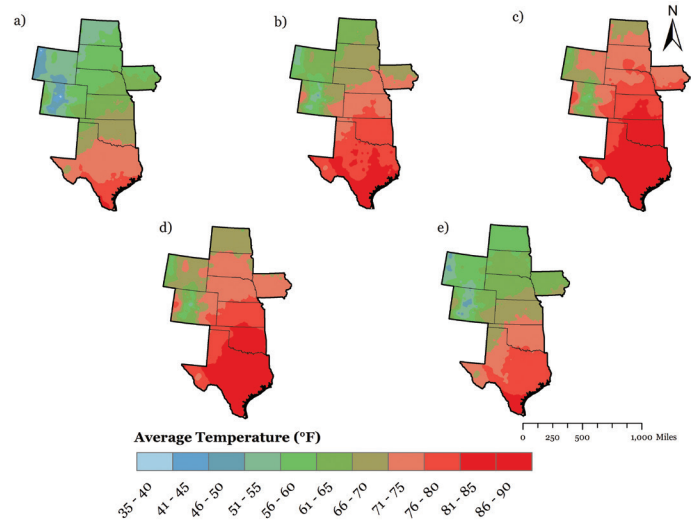 a)
b)
c)
N
d)
e)
0 250 500 1,000 Miles
Average Temperature (°F)
35 - 40
41 - 45
46 - 50
51 - 55
56 - 60
61 - 65
66 - 70
71 - 75
76 - 80
81 - 85
86 - 90